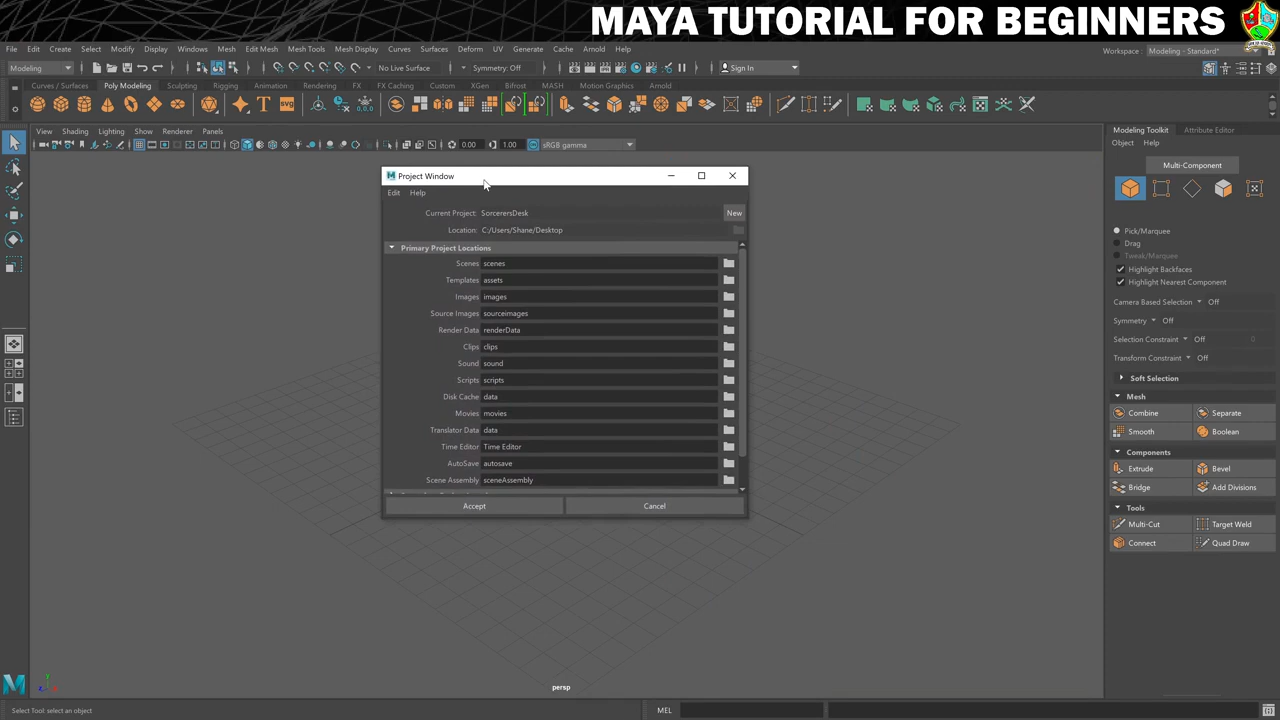 MAYA TUTORIAL FOR BEGINNERS
File Edit Create Select Modify Display Windows Mesh Edit Mesh Mesh Tools Mesh Display Curves Surfaces Deform UV Generate Cache Arnold Help
Workspace: Modeling - Standard*
Modeling No Live Surface Symmetry: Off Sign In
Curves / Surfaces Poly Modeling Sculpting Rigging Animation Rendering FX FX Caching Custom XGen Bifrost MASH Motion Graphics Arnold
svg
View Shading Lighting Show Renderer Panels
0.00 1.00 sRGB gamma
Project Window
Edit Help
Current Project: SorcerersDesk New
Location: C:/Users/Shane/Desktop
Primary Project Locations
Scenes scenes
Templates assets
Images images
Source Images sourceimages
Render Data renderData
Clips clips
Sound sound
Scripts scripts
Disk Cache data
Movies movies
Translator Data data
Time Editor Time Editor
AutoSave autosave
Scene Assembly sceneAssembly
Accept Cancel
Modeling Toolkit Attribute Editor
Object Help
Multi-Component
Pick/Marquee
Drag
Tweak/Marquee
Highlight Backfaces
Highlight Nearest Component
Camera Based Selection Off
Symmetry Off
Selection Constraint Off 0
Transform Constraint Off
Soft Selection
Mesh
Combine Separate
Smooth Boolean
Components
Extrude Bevel
Bridge Add Divisions
Tools
Multi-Cut Target Weld
Connect Quad Draw
persp
Select Tool: select an object
MEL